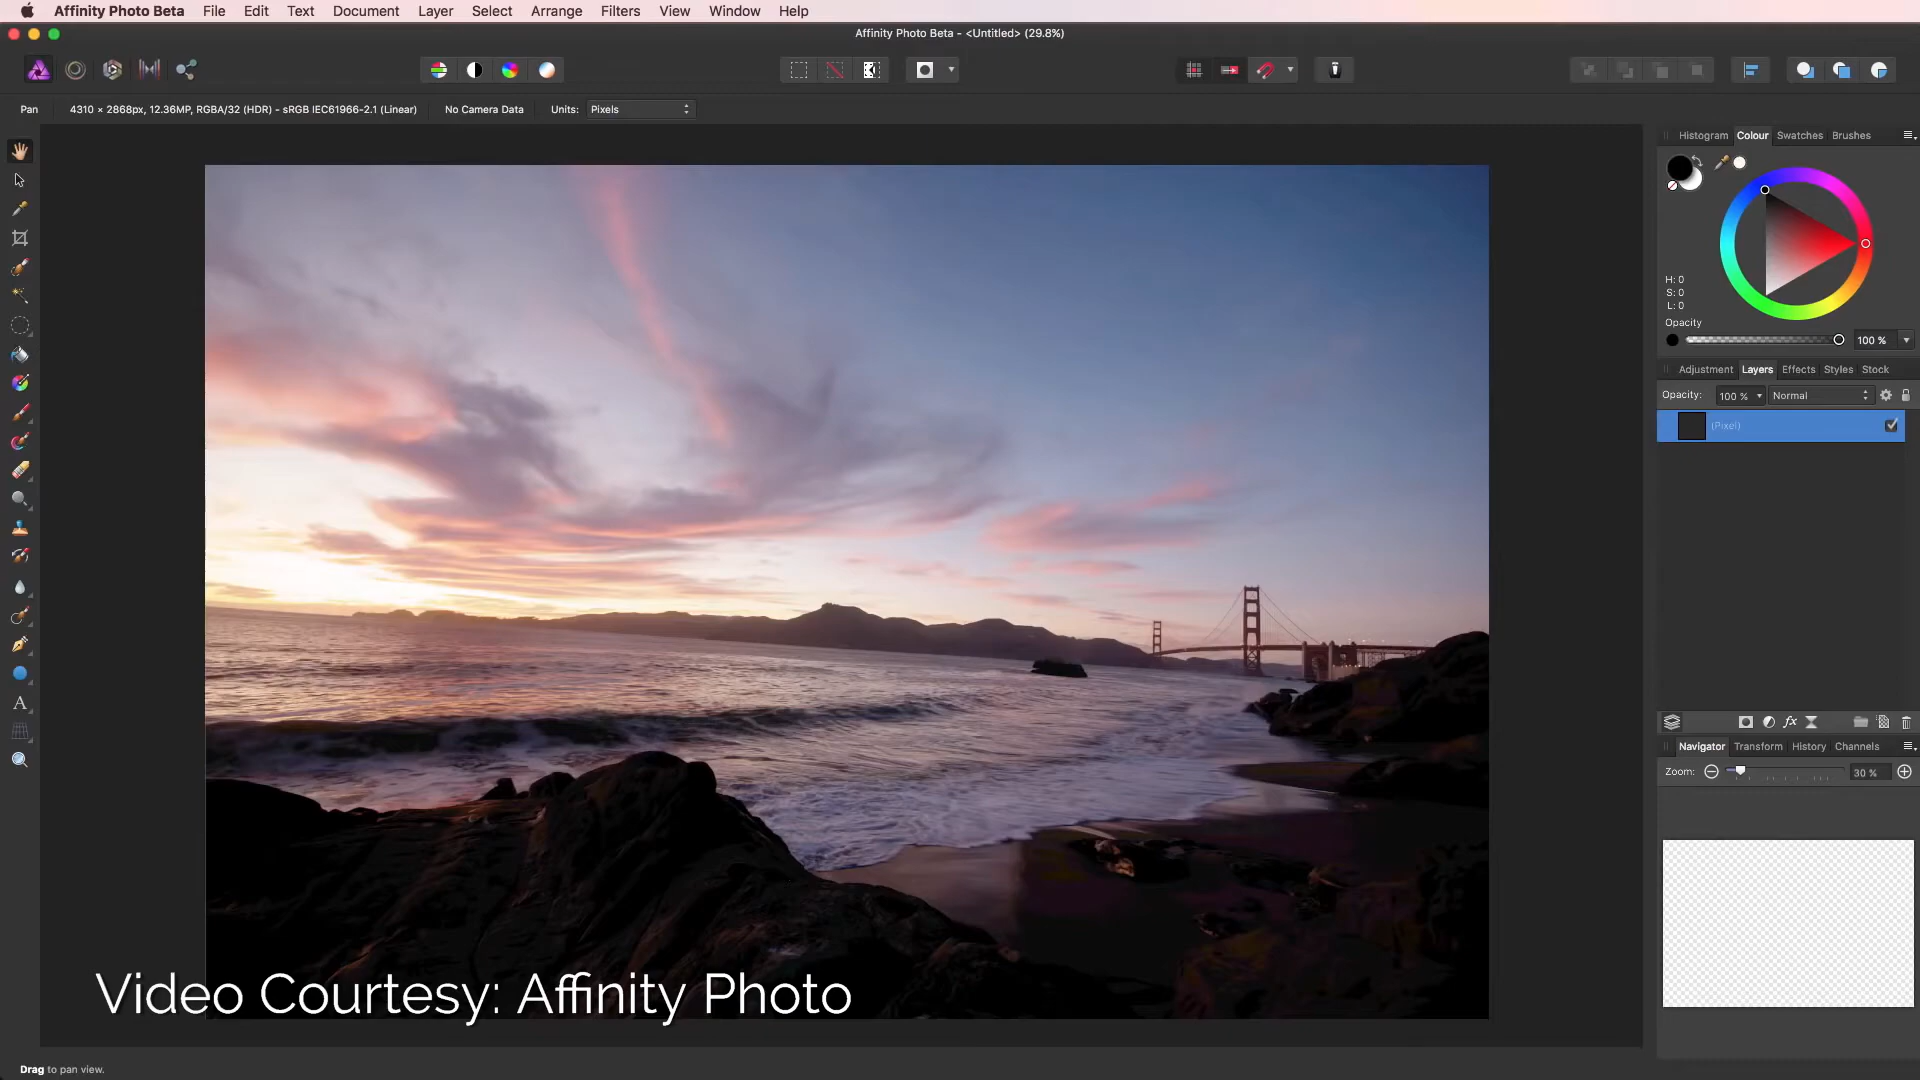 Affinity Photo Beta File Edit Text Document Layer Select Arrange Filters View Window Help
Affinity Photo Beta - <Untitled> (29.8%)
Pan 4310 × 2868px, 12.36MP, RGBA/32 (HDR) - sRGB IEC61966-2.1 (Linear) No Camera Data Units: Pixels
Histogram Colour Swatches Brushes
H: 0
S: 0
L: 0
Opacity
100 %
Adjustment Layers Effects Styles Stock
Opacity: 100 % Normal
(Pixel)
fx
Navigator Transform History Channels
Zoom: 30 %
A
Video Courtesy: Affinity Photo
Drag to pan view.